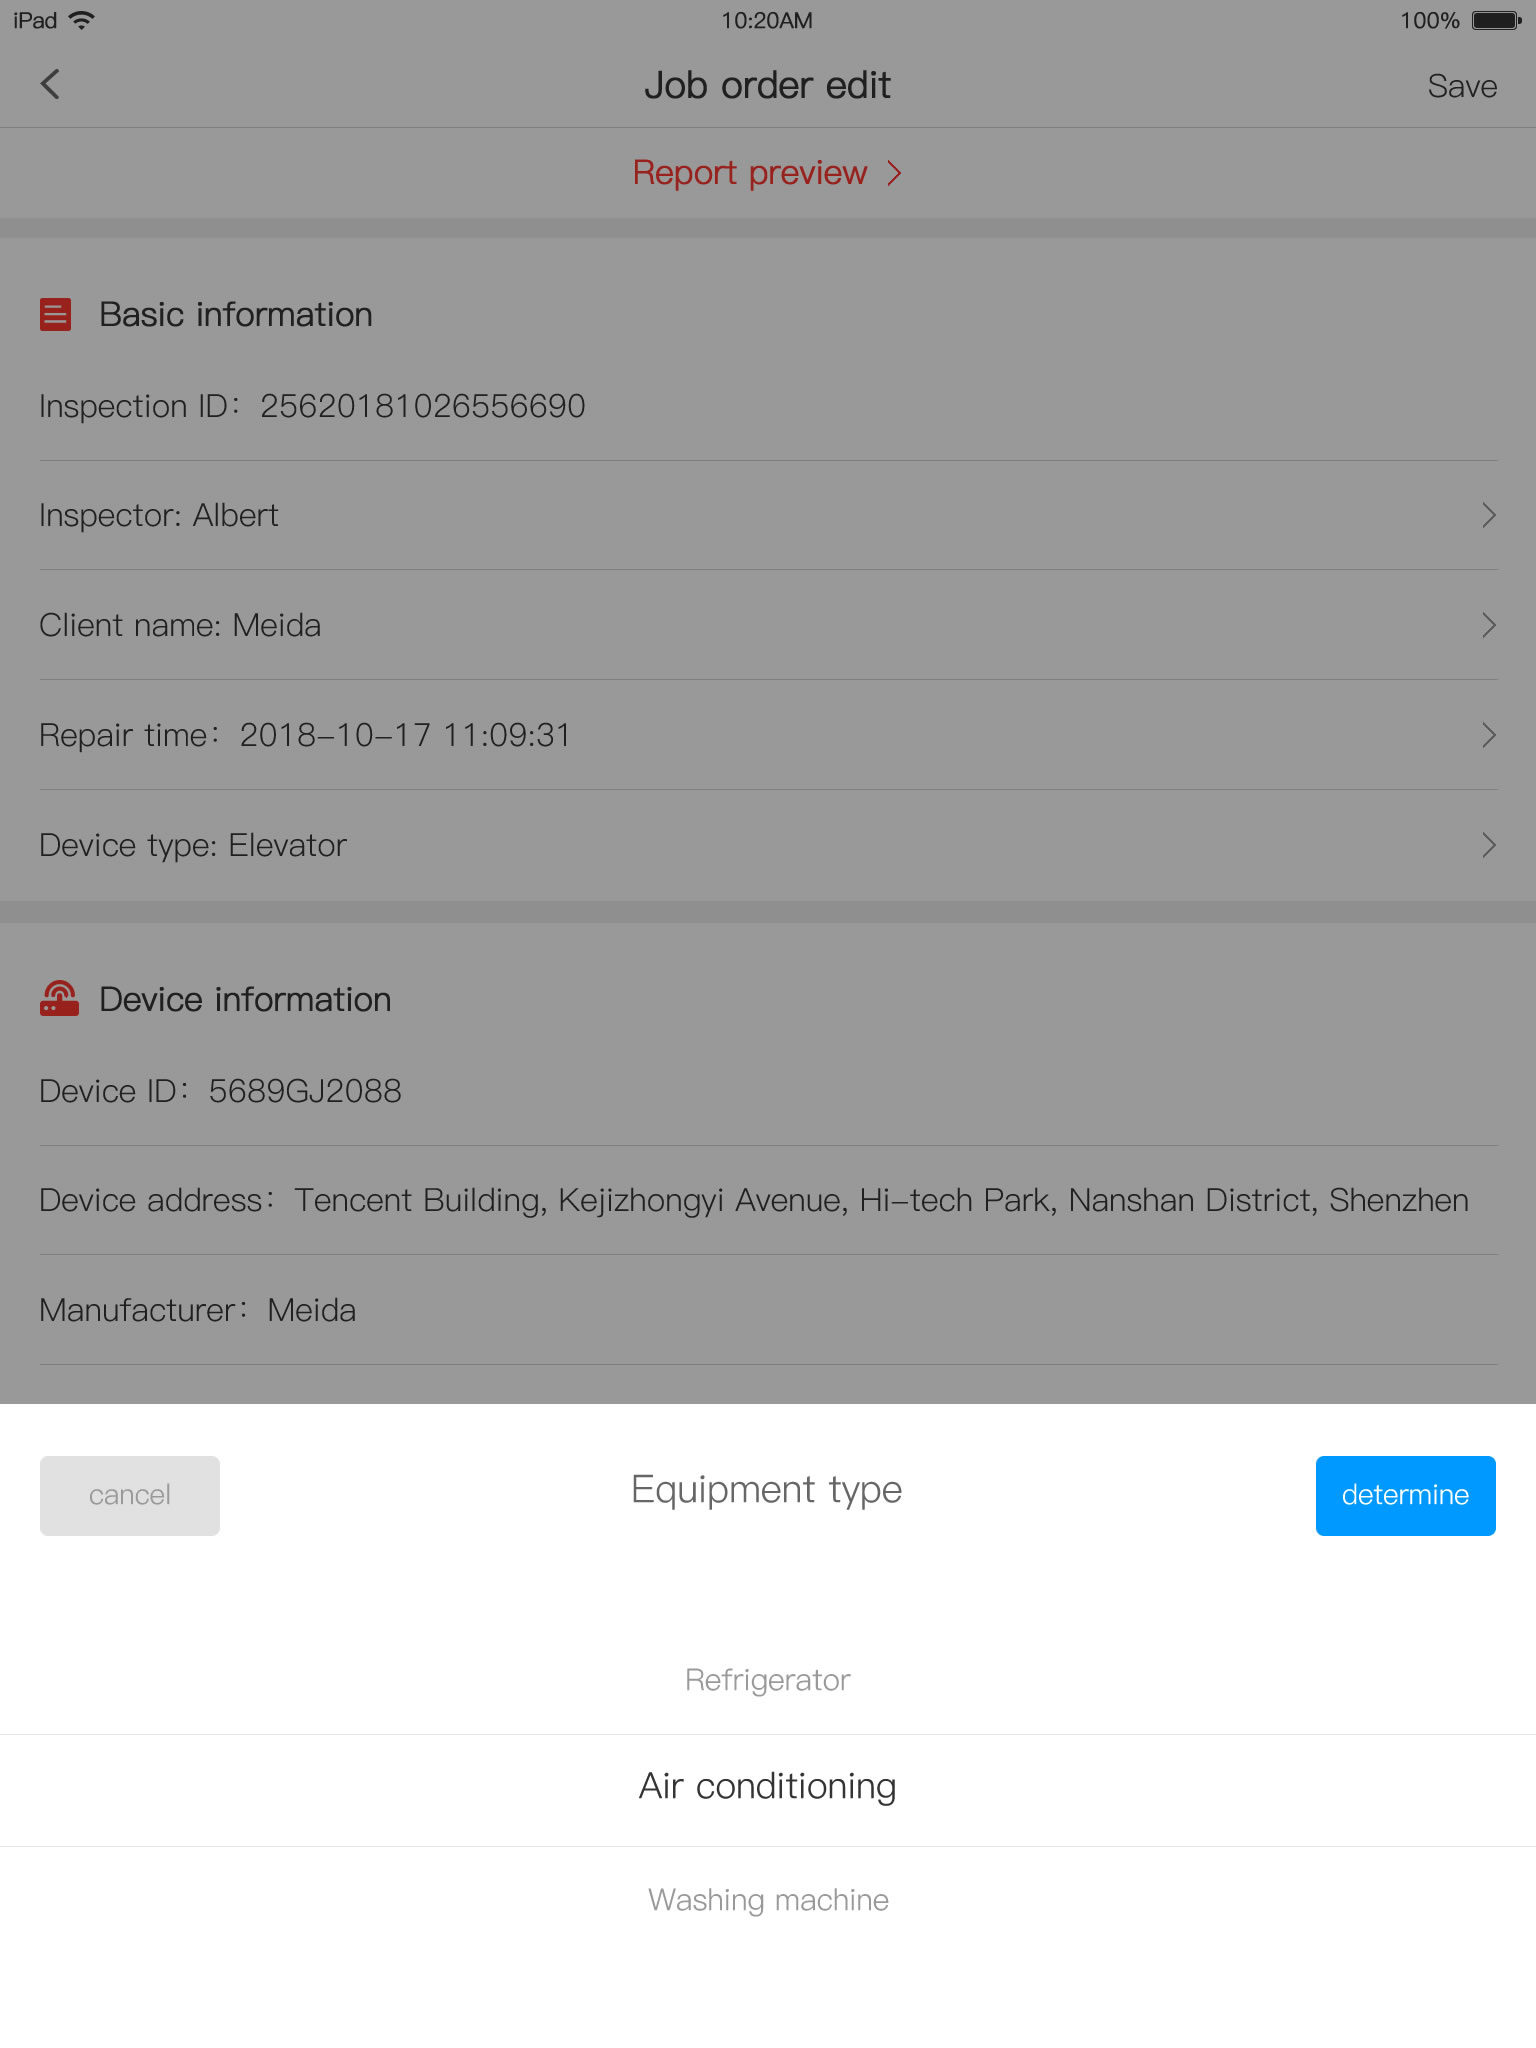 iPad 10:20AM 100%
Job order edit Save
Report preview
Basic information
Inspection ID：25620181026556690
Inspector: Albert
Client name: Meida
Repair time：2018-10-17 11:09:31
Device type: Elevator
Device information
Device ID：5689GJ2088
Device address：Tencent Building, Kejizhongyi Avenue, Hi-tech Park, Nanshan District, Shenzhen
Manufacturer：Meida
cancel Equipment type determine
Refrigerator
Air conditioning
Washing machine